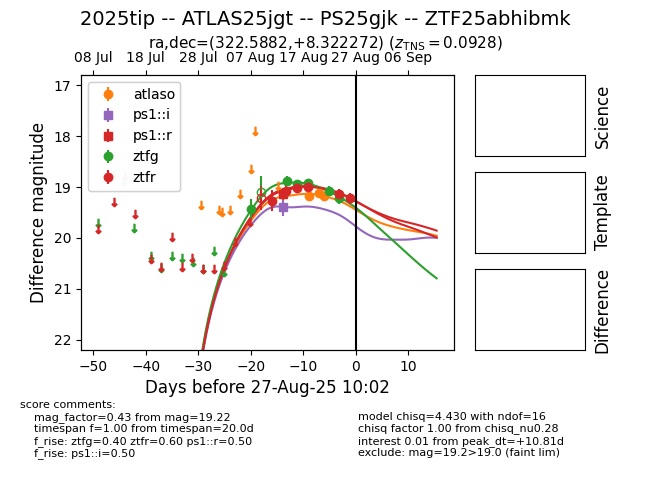 2025tip -- ATLAS25jgt -- PS25gjk -- ZTF25abhibmk
ra,dec=(322.5882,+8.322272) (z_TNS = 0.0928)
08 Jul 18 Jul 28 Jul 07 Aug 17 Aug 27 Aug 06 Sep
17
18
19
20
21
22
Difference magnitude
atlaso
ps1::i
ps1::r
ztfg
ztfr
−50 −40 −30 −20 −10 0 10
Days before 27-Aug-25 10:02
Science
Template
Difference
score comments:
mag_factor=0.43 from mag=19.22
timespan f=1.00 from timespan=20.0d
f_rise: ztfg=0.40 ztfr=0.60 ps1::r=0.50
f_rise: ps1::i=0.50
model chisq=4.430 with ndof=16
chisq factor 1.00 from chisq_nu0.28
interest 0.01 from peak_dt=+10.81d
exclude: mag=19.2>19.0 (faint lim)